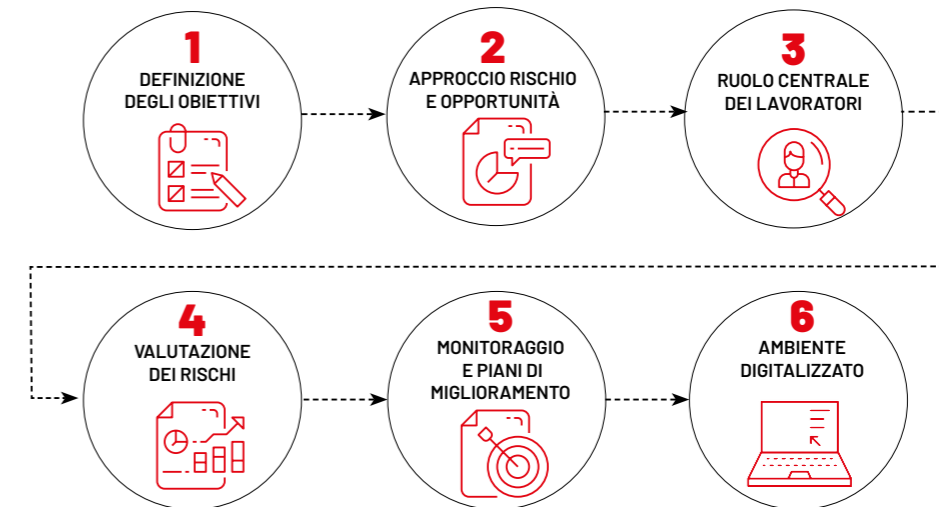 1
DEFINIZIONE
DEGLI OBIETTIVI
2
APPROCCIO RISCHIO
E OPPORTUNITÀ
3
RUOLO CENTRALE
DEI LAVORATORI
4
VALUTAZIONE
DEI RISCHI
5
MONITORAGGIO
E PIANI DI
MIGLIORAMENTO
6
AMBIENTE
DIGITALIZZATO